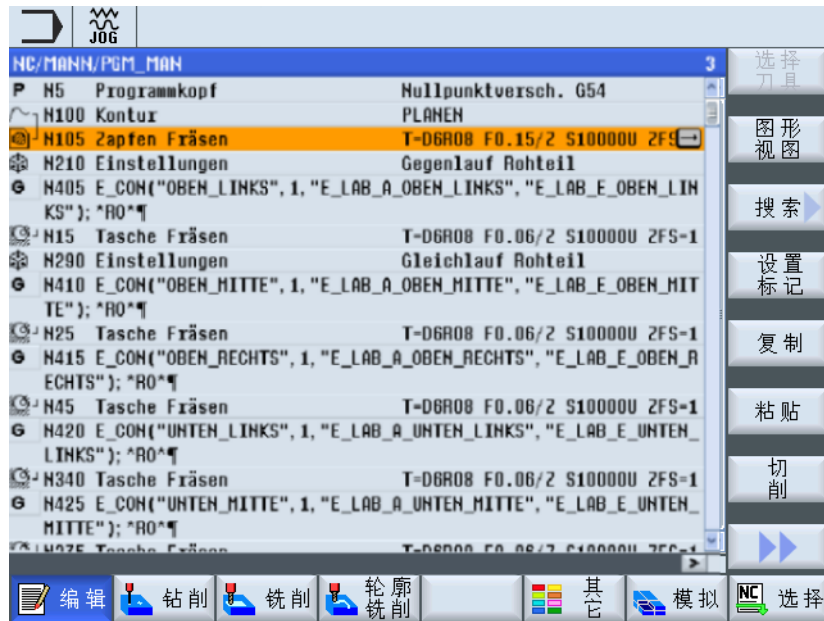 JOG
NC/MANN/PGM_MAN 3
P N5 Programmkopf Nullpunktversch. G54
N100 Kontur PLANEN
N105 Zapfen Fräsen T=D6R08 F0.15/Z S10000U ZFS
N210 Einstellungen Gegenlauf Rohteil
G N405 E_CON("OBEN_LINKS",1,"E_LAB_A_OBEN_LINKS","E_LAB_E_OBEN_LIN
KS");*RO*¶
N15 Tasche Fräsen T=D6R08 F0.06/Z S10000U ZFS=1
N290 Einstellungen Gleichlauf Rohteil
G N410 E_CON("OBEN_MITTE",1,"E_LAB_A_OBEN_MITTE","E_LAB_E_OBEN_MIT
TE");*RO*¶
N25 Tasche Fräsen T=D6R08 F0.06/Z S10000U ZFS=1
G N415 E_CON("OBEN_RECHTS",1,"E_LAB_A_OBEN_RECHTS","E_LAB_E_OBEN_R
ECHTS");*RO*¶
N45 Tasche Fräsen T=D6R08 F0.06/Z S10000U ZFS=1
G N420 E_CON("UNTEN_LINKS",1,"E_LAB_A_UNTEN_LINKS","E_LAB_E_UNTEN_
LINKS");*RO*¶
N340 Tasche Fräsen T=D6R08 F0.06/Z S10000U ZFS=1
G N425 E_CON("UNTEN_MITTE",1,"E_LAB_A_UNTEN_MITTE","E_LAB_E_UNTEN_
MITTE");*RO*¶
选择
刀具
图形
视图
搜索
设置
标记
复制
粘贴
切
削
编辑
钻削
铣削
轮廓
铣削
其
它
模拟
NC 选择